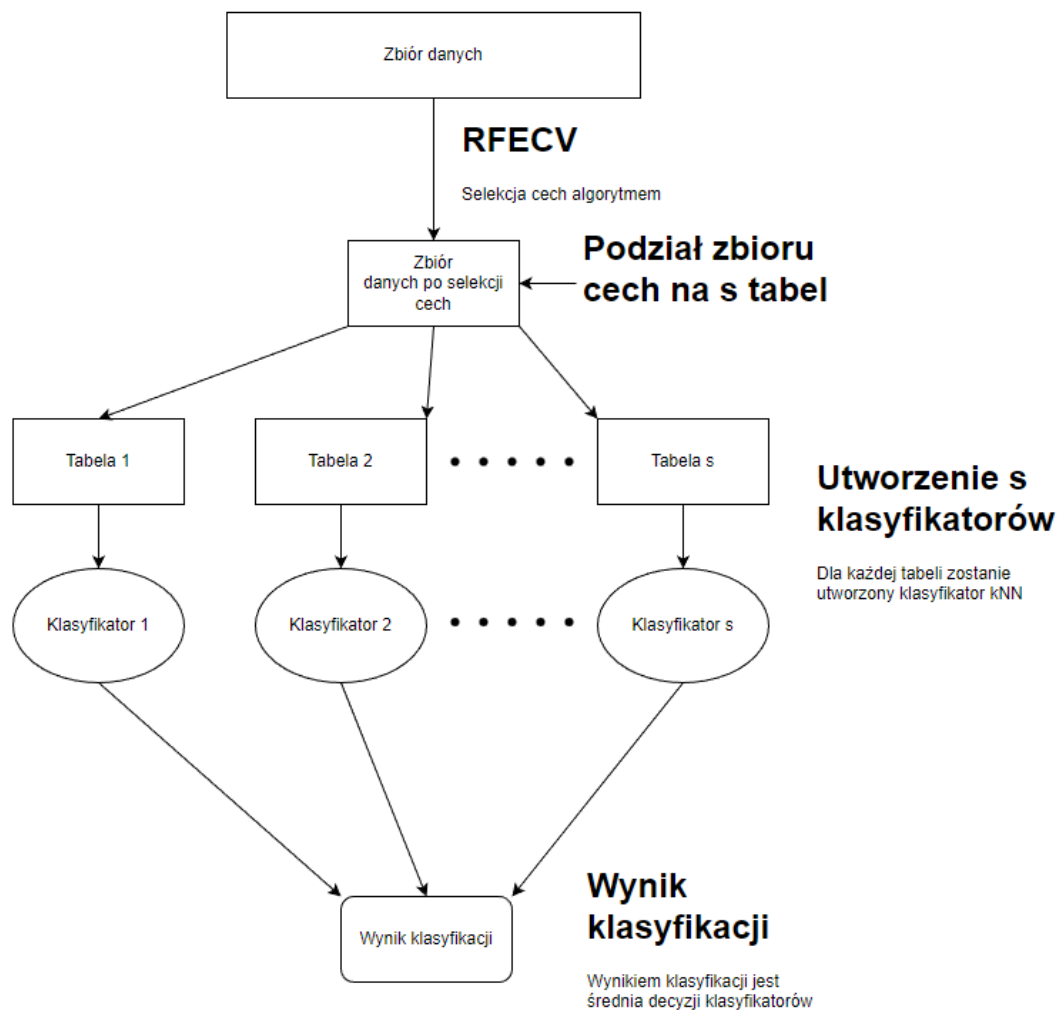 Zbiór danych
RFECV
Selekcja cech algorytmem
Zbiór
danych po selekcji
cech
Podział zbioru
cech na s tabel
Tabela 1
Tabela 2
Tabela s
Utworzenie s
klasyfikatorów
Dla każdej tabeli zostanie
utworzony klasyfikator kNN
Klasyfikator 1
Klasyfikator 2
Klasyfikator s
Wynik klasyfikacji
Wynik
klasyfikacji
Wynikiem klasyfikacji jest
średnia decyzji klasyfikatorów